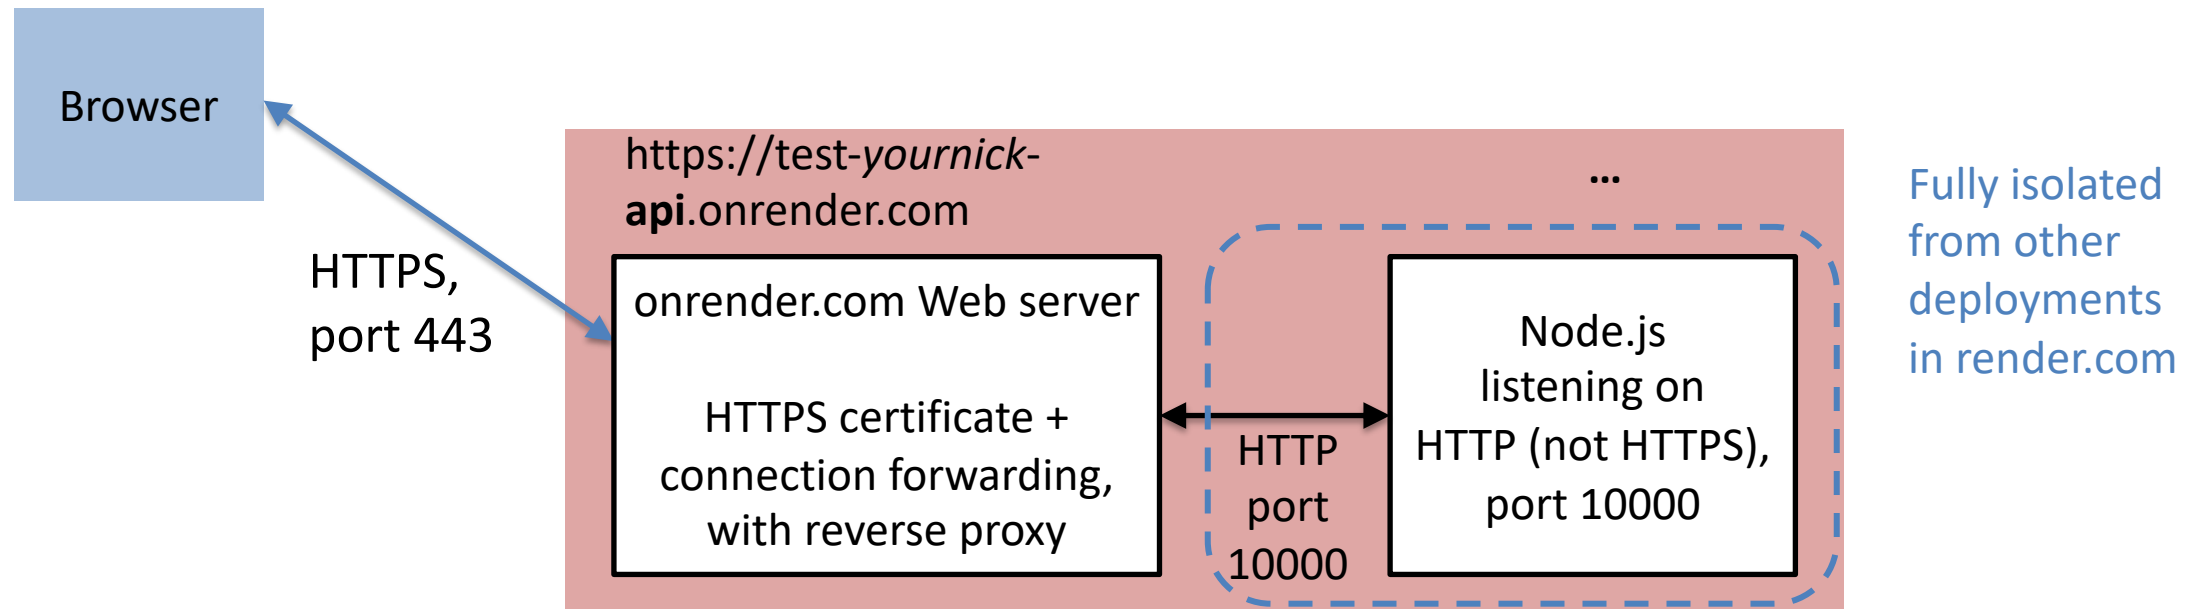 Browser
HTTPS,
port 443
https://test-yournick-
api.onrender.com
...
onrender.com Web server
HTTPS certificate +
connection forwarding,
with reverse proxy
HTTP
port
10000
Node.js
listening on
HTTP (not HTTPS),
port 10000
Fully isolated
from other
deployments
in render.com